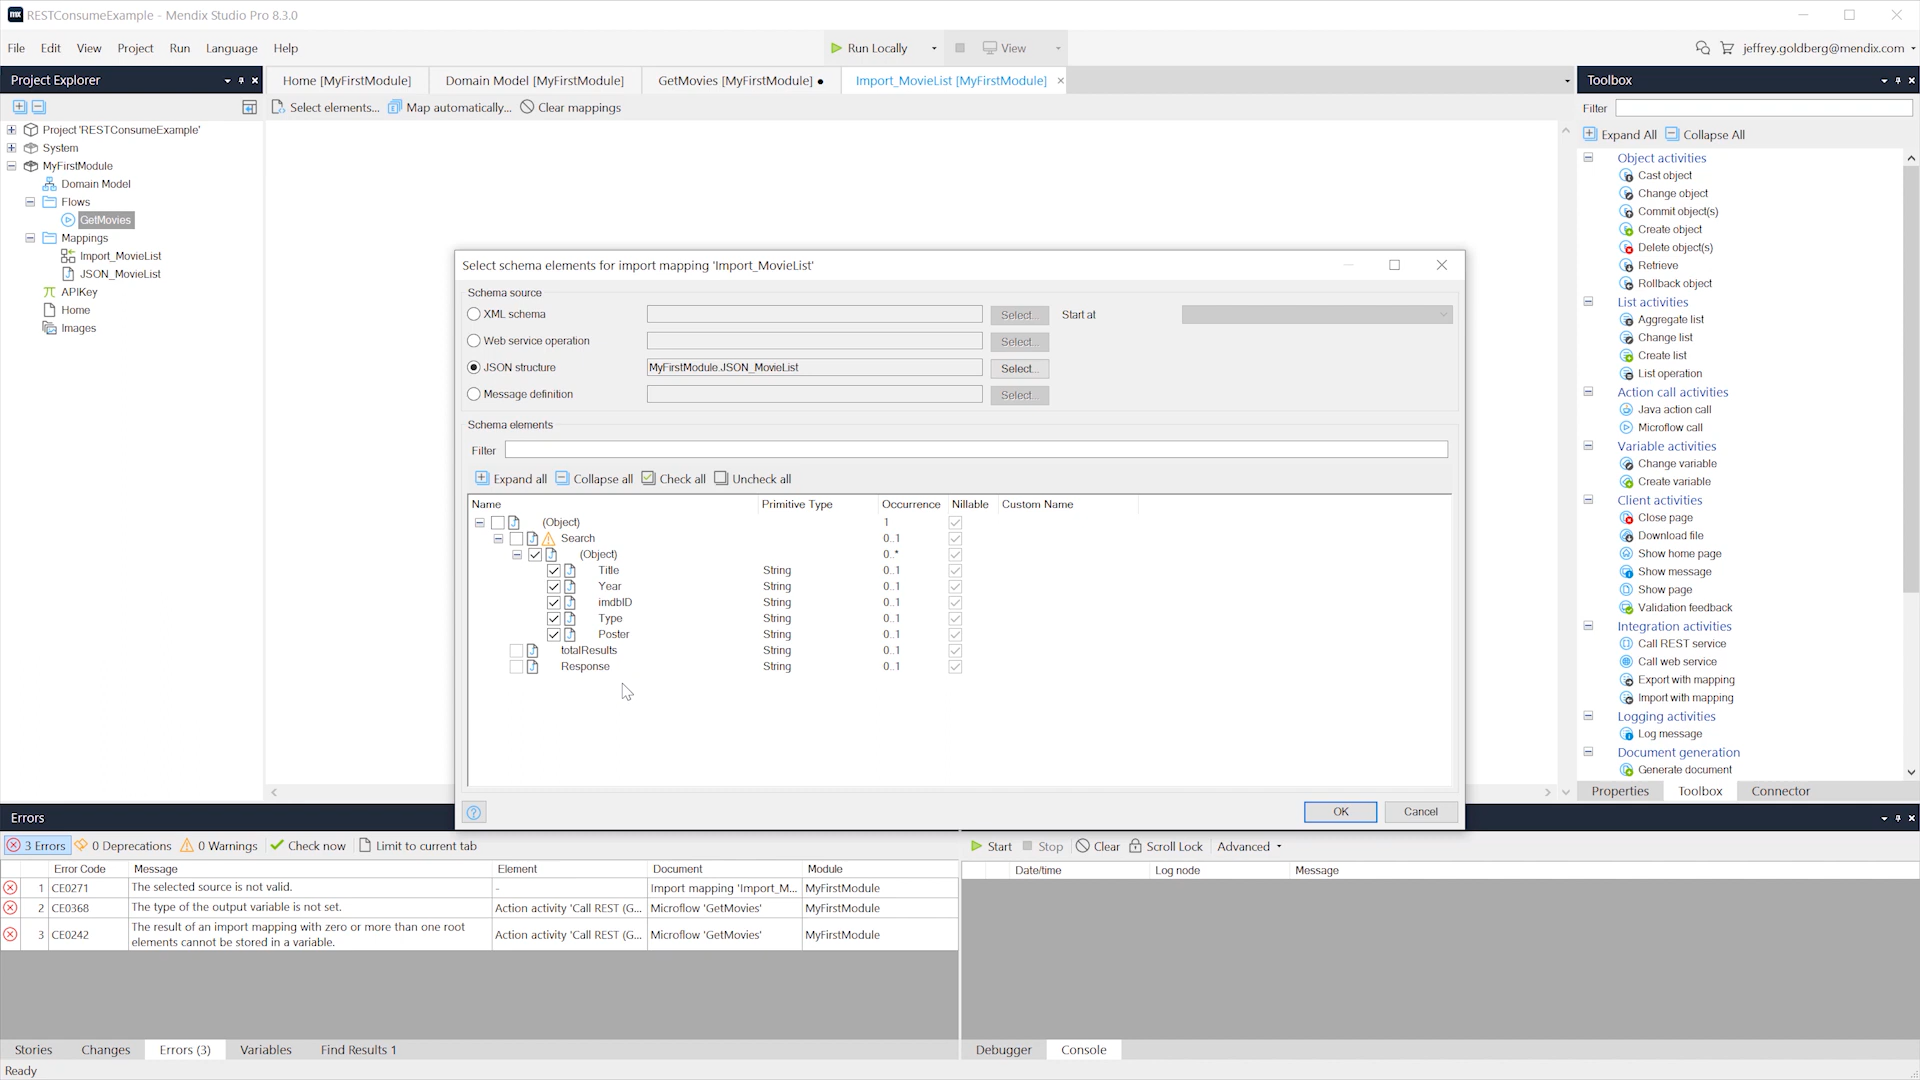 RESTConsumeExample - Mendix Studio Pro 8.3.0
File Edit View Project Run Language Help
Run Locally
View
jeffrey.goldberg@mendix.com
Project Explorer
Home [MyFirstModule]
Domain Model [MyFirstModule]
GetMovies [MyFirstModule]
Import_MovieList [MyFirstModule]
Select elements...
Map automatically...
Clear mappings
Project 'RESTConsumeExample'
System
MyFirstModule
Domain Model
Flows
GetMovies
Mappings
Import_MovieList
JSON_MovieList
APIKey
Home
Images
Select schema elements for import mapping 'Import_MovieList'
Schema source
XML schema Select... Start at
Web service operation Select...
JSON structure MyFirstModule.JSON_MovieList Select...
Message definition Select...
Schema elements
Filter
Expand all Collapse all Check all Uncheck all
Name Primitive Type Occurrence Nillable Custom Name
(Object) 1
Search 0..1
(Object) 0..*
Title String 0..1
Year String 0..1
imdbID String 0..1
Type String 0..1
Poster String 0..1
totalResults String 0..1
Response String 0..1
OK Cancel
Toolbox
Filter
Expand All Collapse All
Object activities
Cast object
Change object
Commit object(s)
Create object
Delete object(s)
Retrieve
Rollback object
List activities
Aggregate list
Change list
Create list
List operation
Action call activities
Java action call
Microflow call
Variable activities
Change variable
Create variable
Client activities
Close page
Download file
Show home page
Show message
Show page
Validation feedback
Integration activities
Call REST service
Call web service
Export with mapping
Import with mapping
Logging activities
Log message
Document generation
Generate document
Properties Toolbox Connector
Errors
3 Errors 0 Deprecations 0 Warnings Check now Limit to current tab
Error Code Message Element Document Module
1 CE0271 The selected source is not valid. - Import mapping 'Import_M... MyFirstModule
2 CE0368 The type of the output variable is not set. Action activity 'Call REST (G... Microflow 'GetMovies' MyFirstModule
3 CE0242 The result of an import mapping with zero or more than one root
elements cannot be stored in a variable. Action activity 'Call REST (G... Microflow 'GetMovies' MyFirstModule
Start Stop Clear Scroll Lock Advanced
Date/time Log node Message
Stories Changes Errors (3) Variables Find Results 1
Debugger Console
Ready